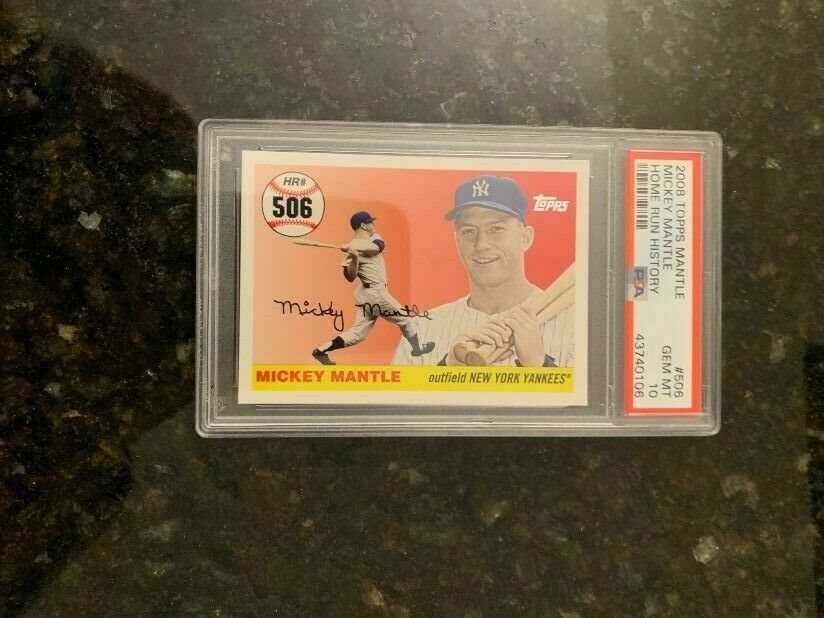 HR#
506
Topps
Mickey Mantle
MICKEY MANTLE
outfield NEW YORK YANKEES®
2008 TOPPS MANTLE #506
MICKEY MANTLE GEM MT
HOME RUN HISTORY 10
PSA 43740106